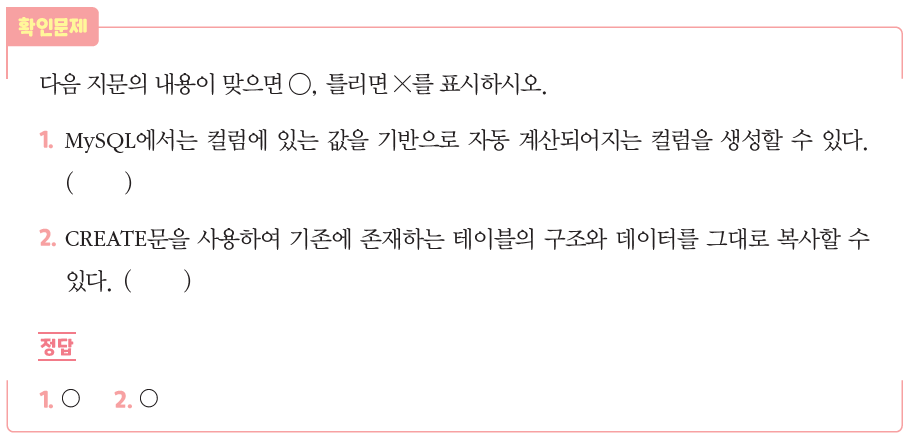 확인문제
다음 지문의 내용이 맞으면 ○, 틀리면 ×를 표시하시오.
1. MySQL에서는 컬럼에 있는 값을 기반으로 자동 계산되어지는 컬럼을 생성할 수 있다.
( )
2. CREATE문을 사용하여 기존에 존재하는 테이블의 구조와 데이터를 그대로 복사할 수
있다. ( )
정답
1. ○ 2. ○